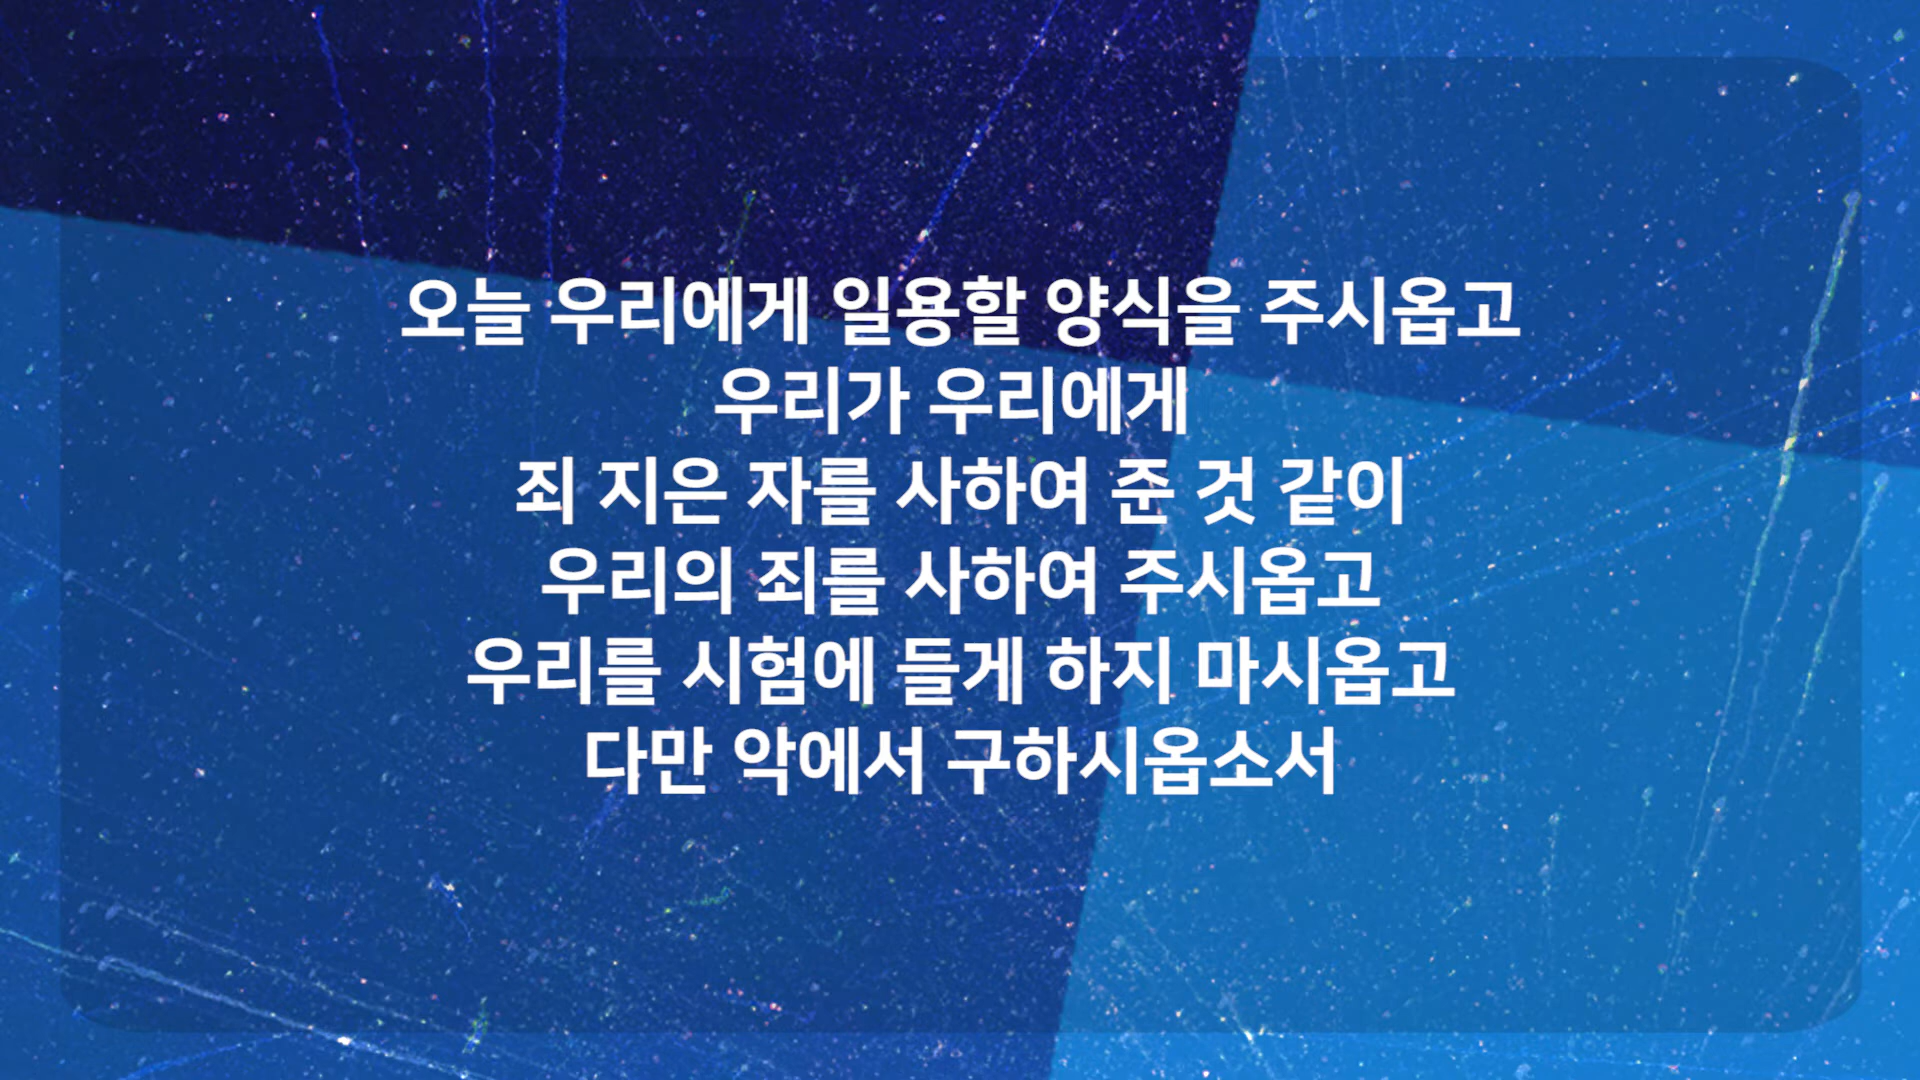 오늘 우리에게 일용할 양식을 주시옵고
우리가 우리에게
죄 지은 자를 사하여 준 것 같이
우리의 죄를 사하여 주시옵고
우리를 시험에 들게 하지 마시옵고
다만 악에서 구하시옵소서